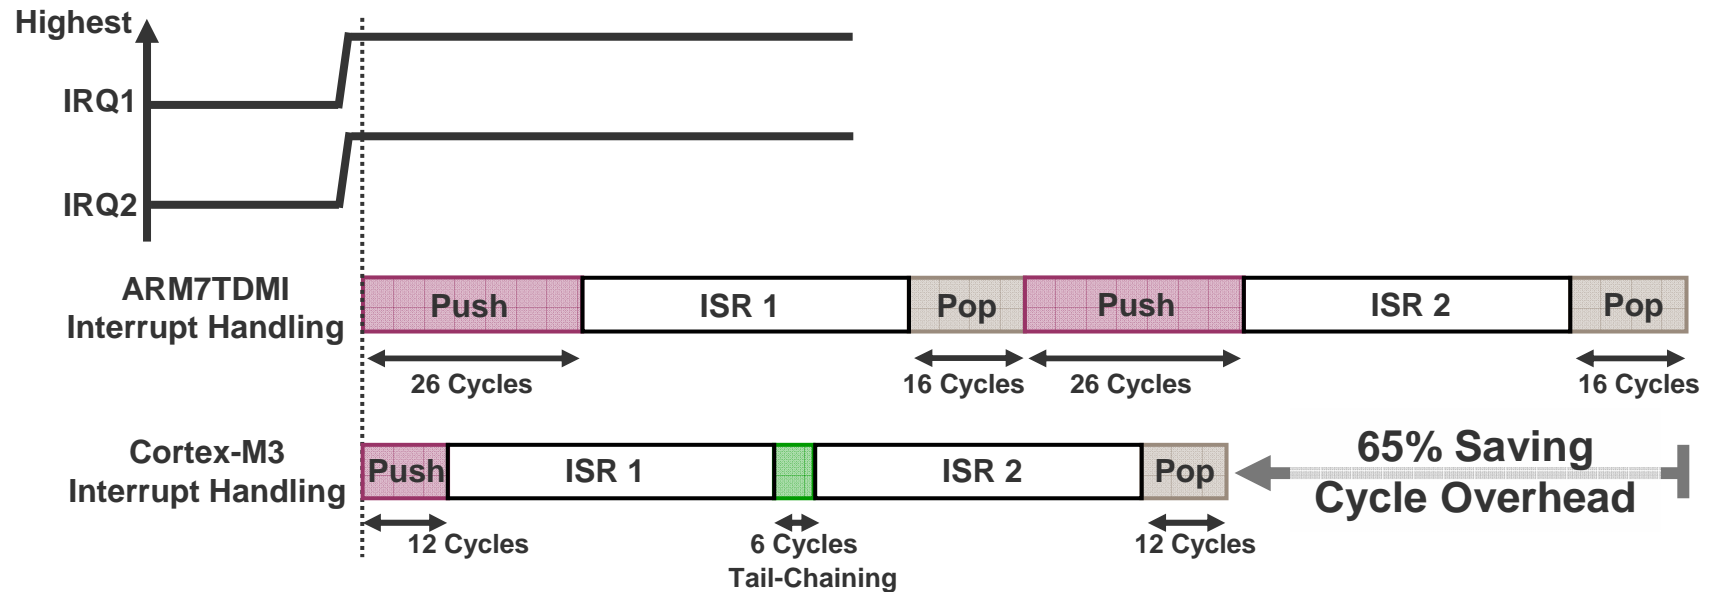 Highest
IRQ1
IRQ2
ARM7TDMI
Interrupt Handling
Push ISR 1 Pop Push ISR 2 Pop
26 Cycles 16 Cycles 26 Cycles 16 Cycles
Cortex-M3
Interrupt Handling
Push ISR 1 ISR 2 Pop
65% Saving
Cycle Overhead
12 Cycles 6 Cycles 12 Cycles
Tail-Chaining